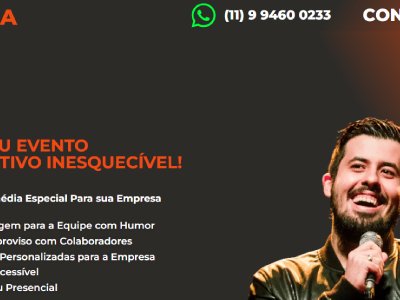 A
(11) 9 9460 0233
CON
U EVENTO
TIVO INESQUECÍVEL!
édia Especial Para sua Empresa
gem para a Equipe com Humor
proviso com Colaboradores
Personalizadas para a Empresa
cessível
u Presencial